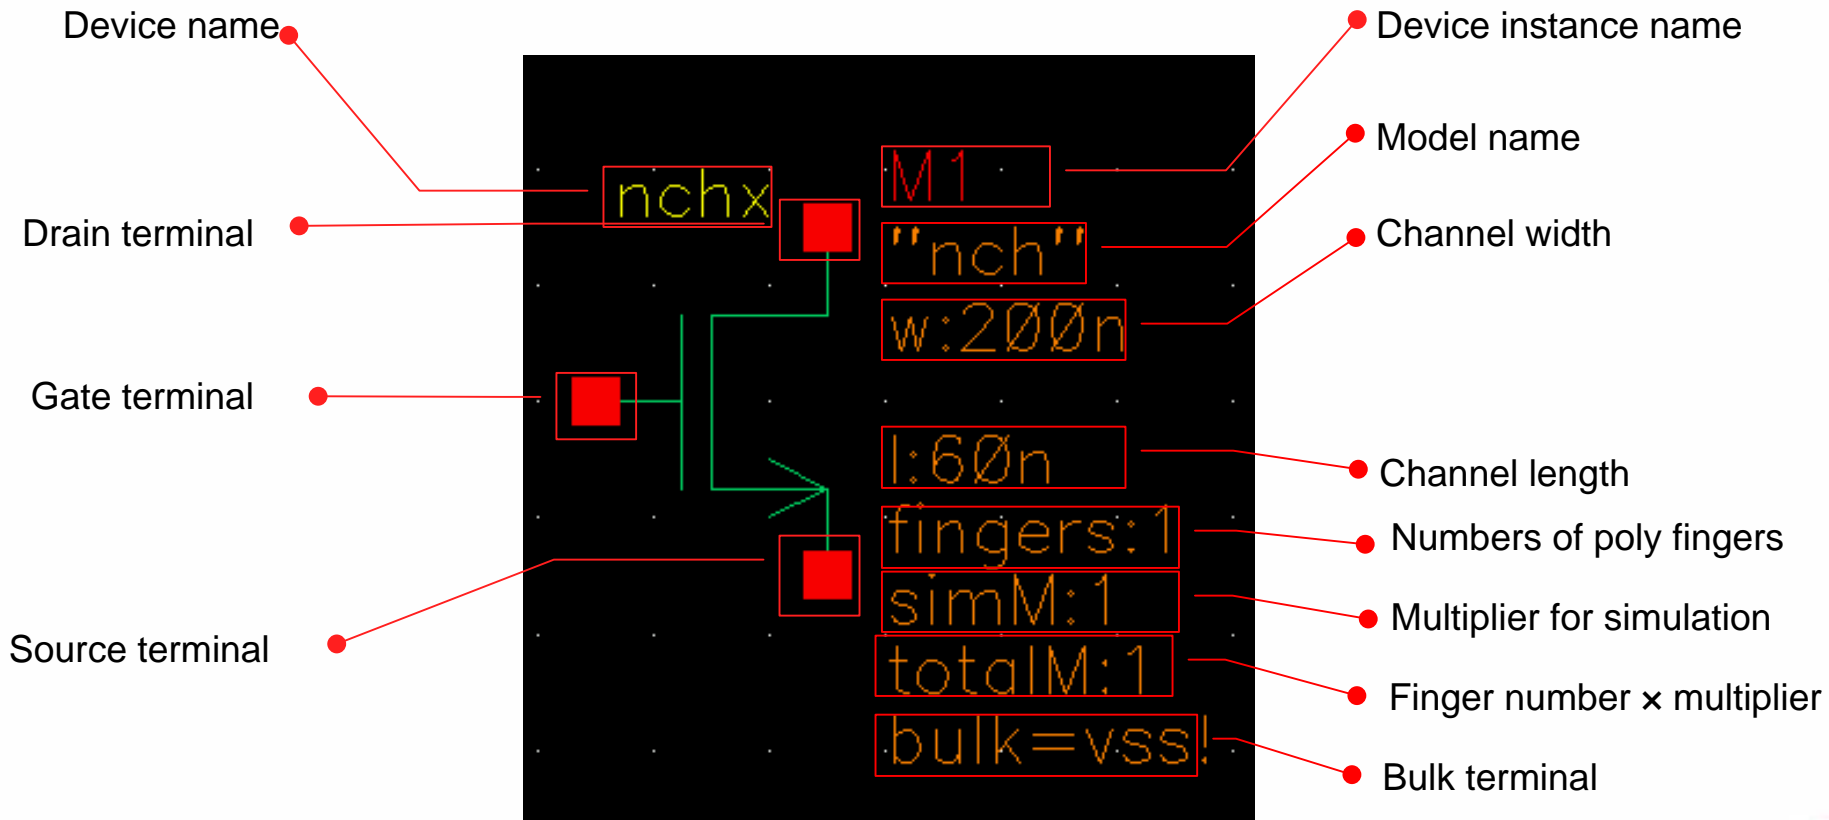 Device name
Drain terminal
Gate terminal
Source terminal
nchx
M1
"nch"
w:200n
l:60n
fingers:1
simM:1
totalM:1
bulk=vss!
Device instance name
Model name
Channel width
Channel length
Numbers of poly fingers
Multiplier for simulation
Finger number × multiplier
Bulk terminal